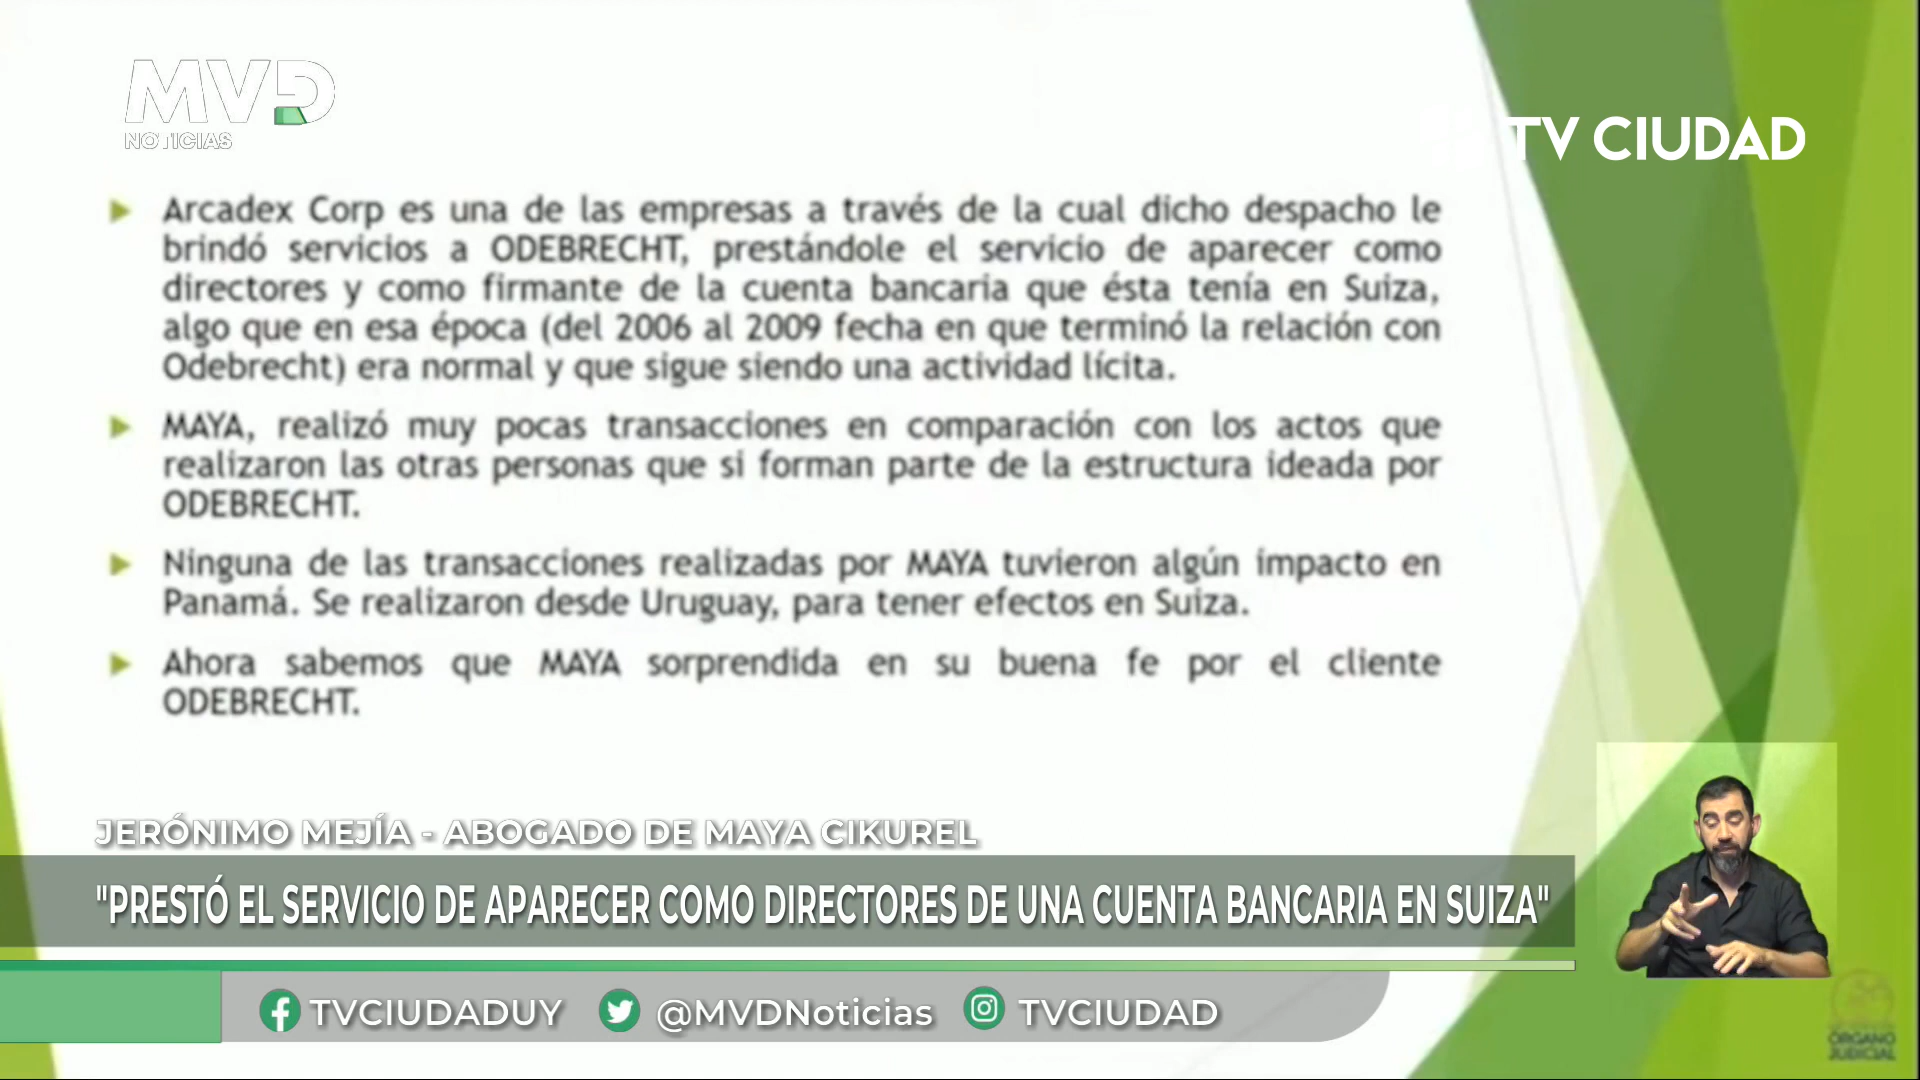 MVD
NOTICIAS
TV CIUDAD
Arcadex Corp es una de las empresas a través de la cual dicho despacho le
brindó servicios a ODEBRECHT, prestándole el servicio de aparecer como
directores y como firmante de la cuenta bancaria que ésta tenía en Suiza,
algo que en esa época (del 2006 al 2009 fecha en que terminó la relación con
Odebrecht) era normal y que sigue siendo una actividad lícita.
MAYA, realizó muy pocas transacciones en comparación con los actos que
realizaron las otras personas que si forman parte de la estructura ideada por
ODEBRECHT.
Ninguna de las transacciones realizadas por MAYA tuvieron algún impacto en
Panamá. Se realizaron desde Uruguay, para tener efectos en Suiza.
Ahora sabemos que MAYA sorprendida en su buena fe por el cliente
ODEBRECHT.
JERÓNIMO MEJÍA - ABOGADO DE MAYA CIKUREL
"PRESTÓ EL SERVICIO DE APARECER COMO DIRECTORES DE UNA CUENTA BANCARIA EN SUIZA"
TVCIUDADUY @MVDNoticias TVCIUDAD
ÓRGANO
JUDICIAL